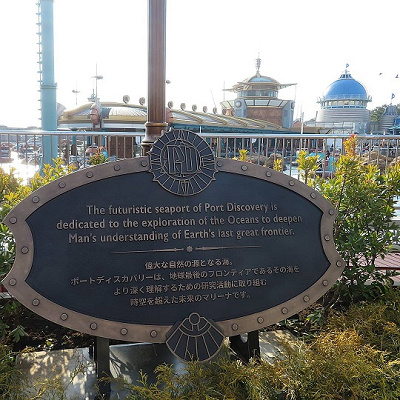 The futuristic seaport of Port Discovery is
dedicated to the exploration of the Oceans to deepen
Man's understanding of Earth's last great frontier.
偉大なる自然の源となる海。
ポートディスカバリーは、地球最後のフロンティアであるその海を
より深く理解するための研究活動に取り組む
時空を超えた未来のマリーナです。